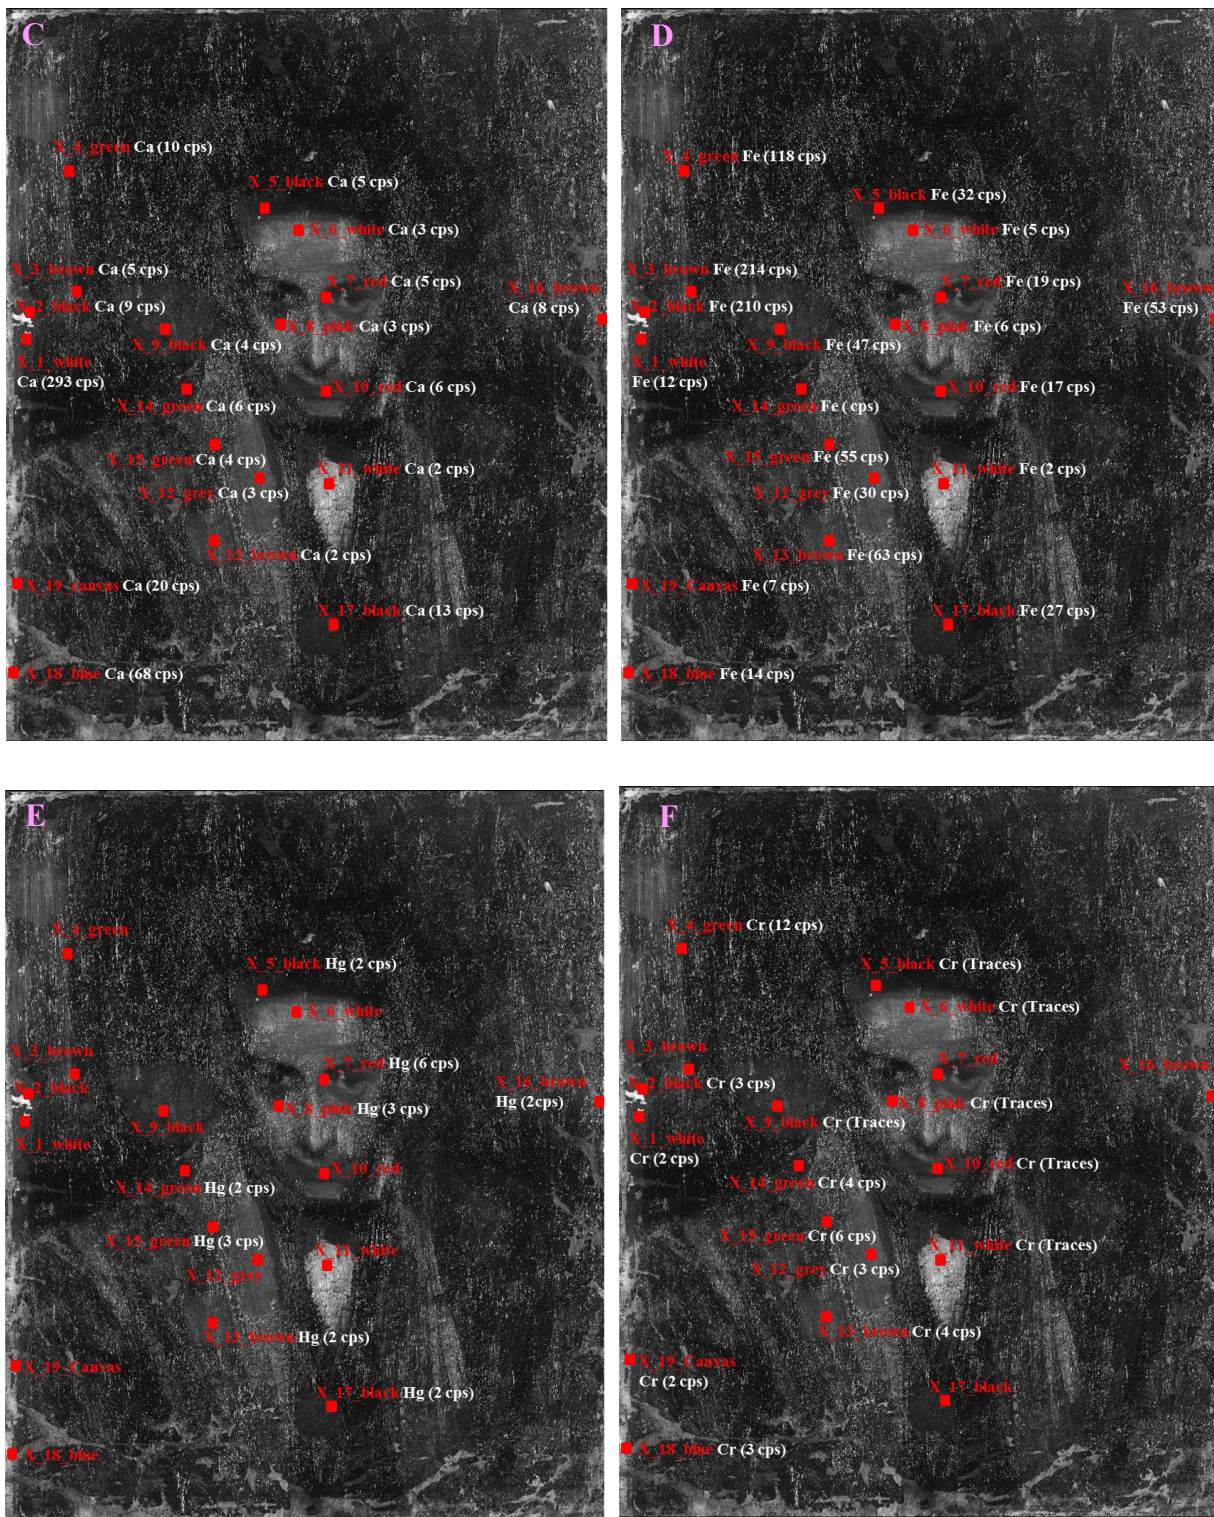 C
X_4_green Ca (10 cps)
X_5_black Ca (5 cps)
X_6_white Ca (3 cps)
X_3_brown Ca (5 cps)
X_7_red Ca (5 cps)
X_16_brown
Ca (8 cps)
X_2_black Ca (9 cps)
X_8_pink Ca (3 cps)
X_9_black Ca (4 cps)
X_1_white
Ca (293 cps)
X_10_red Ca (6 cps)
X_14_green Ca (6 cps)
X_15_green Ca (4 cps)
X_11_white Ca (2 cps)
X_12_grey Ca (3 cps)
X_13_brown Ca (2 cps)
X_19_canvas Ca (20 cps)
X_17_black Ca (13 cps)
X_18_blue Ca (68 cps)
D
X_4_green Fe (118 cps)
X_5_black Fe (32 cps)
X_6_white Fe (5 cps)
X_3_brown Fe (214 cps)
X_7_red Fe (19 cps)
X_16_brown
Fe (53 cps)
X_2_black Fe (210 cps)
X_8_pink Fe (6 cps)
X_9_black Fe (47 cps)
X_1_white
Fe (12 cps)
X_10_red Fe (17 cps)
X_14_green Fe ( cps)
X_15_green Fe (55 cps)
X_11_white Fe (2 cps)
X_12_grey Fe (30 cps)
X_13_brown Fe (63 cps)
X_19_Canvas Fe (7 cps)
X_17_black Fe (27 cps)
X_18_blue Fe (14 cps)
E
X_4_green
X_5_black Hg (2 cps)
X_6_white
X_3_brown
X_7_red Hg (6 cps)
X_16_brown
Hg (2cps)
X_2_black
X_8_pink Hg (3 cps)
X_9_black
X_1_white
X_10_red
X_14_green Hg (2 cps)
X_15_green Hg (3 cps)
X_11_white
X_12_grey
X_13_brown Hg (2 cps)
X_19_Canvas
X_17_black Hg (2 cps)
X_18_blue
F
X_4_green Cr (12 cps)
X_5_black Cr (Traces)
X_6_white Cr (Traces)
X_3_brown
X_7_red
X_16_brown
X_2_black Cr (3 cps)
X_8_pink Cr (Traces)
X_9_black Cr (Traces)
X_1_white
Cr (2 cps)
X_10_red Cr (Traces)
X_14_green Cr (4 cps)
X_15_green Cr (6 cps)
X_11_white Cr (Traces)
X_12_grey Cr (3 cps)
X_13_brown Cr (4 cps)
X_19_Canvas
Cr (2 cps)
X_17_black
X_18_blue Cr (3 cps)